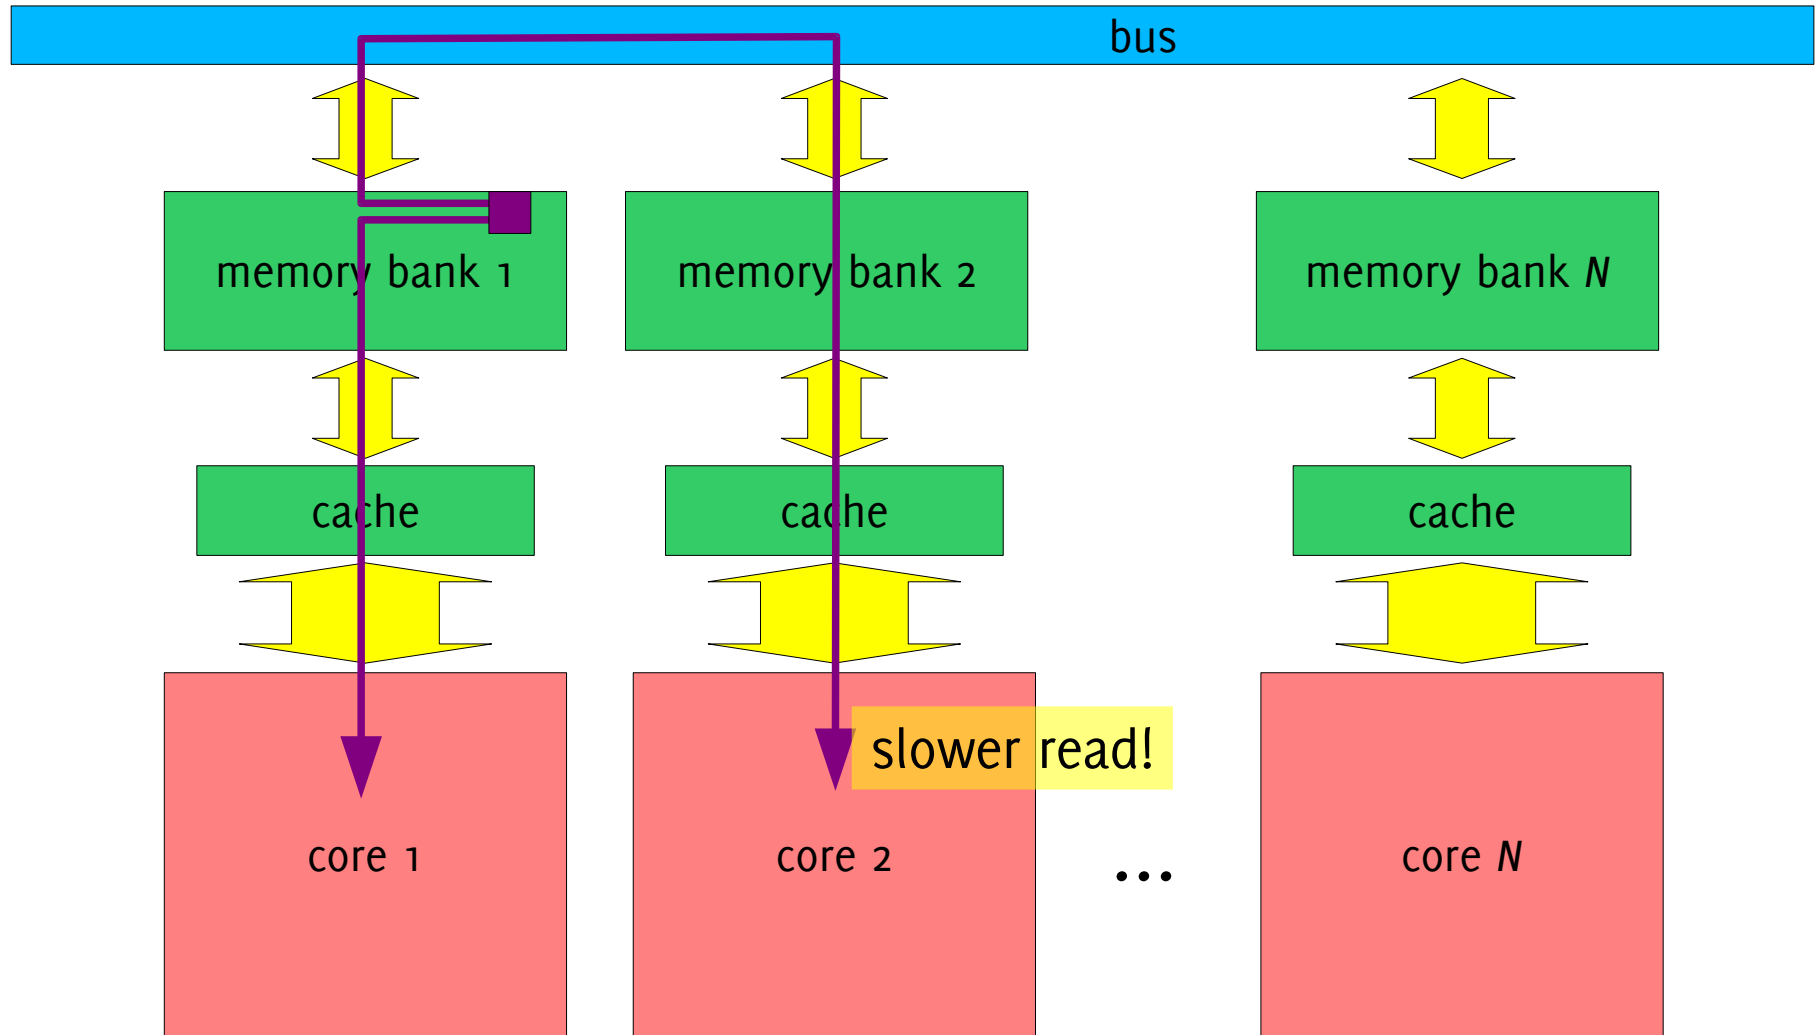 bus
memory bank 1
memory bank 2
memory bank N
cache
cache
cache
slower read!
core 1
core 2
...
core N